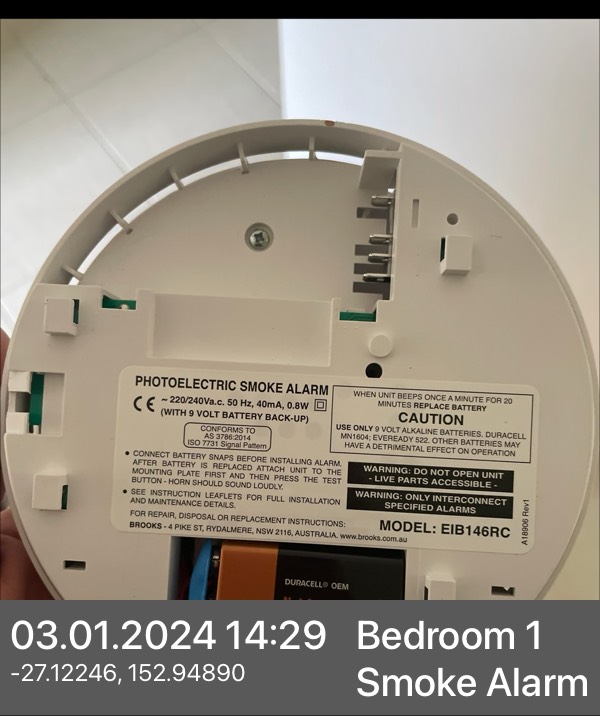 PHOTOELECTRIC SMOKE ALARM
CE ~ 220/240Va.c. 50 Hz, 40mA, 0.8W
(WITH 9 VOLT BATTERY BACK-UP)
CONFORMS TO
AS 3786:2014
ISO 7731 Signal Pattern
• CONNECT BATTERY SNAPS BEFORE INSTALLING ALARM.
AFTER BATTERY IS REPLACED ATTACH UNIT TO THE
MOUNTING PLATE FIRST AND THEN PRESS THE TEST
BUTTON - HORN SHOULD SOUND LOUDLY.
• SEE INSTRUCTION LEAFLETS FOR FULL INSTALLATION
AND MAINTENANCE DETAILS.
FOR REPAIR, DISPOSAL OR REPLACEMENT INSTRUCTIONS:
BROOKS - 4 PIKE ST, RYDALMERE, NSW 2116, AUSTRALIA. www.brooks.com.au
WHEN UNIT BEEPS ONCE A MINUTE FOR 20
MINUTES REPLACE BATTERY
CAUTION
USE ONLY 9 VOLT ALKALINE BATTERIES. DURACELL
MN1604; EVEREADY 522. OTHER BATTERIES MAY
HAVE A DETRIMENTAL EFFECT ON OPERATION
WARNING: DO NOT OPEN UNIT
- LIVE PARTS ACCESSIBLE -
WARNING: ONLY INTERCONNECT
SPECIFIED ALARMS
MODEL: EIB146RC
A18906 Rev1
DURACELL® OEM
03.01.2024 14:29
-27.12246, 152.94890
Bedroom 1
Smoke Alarm